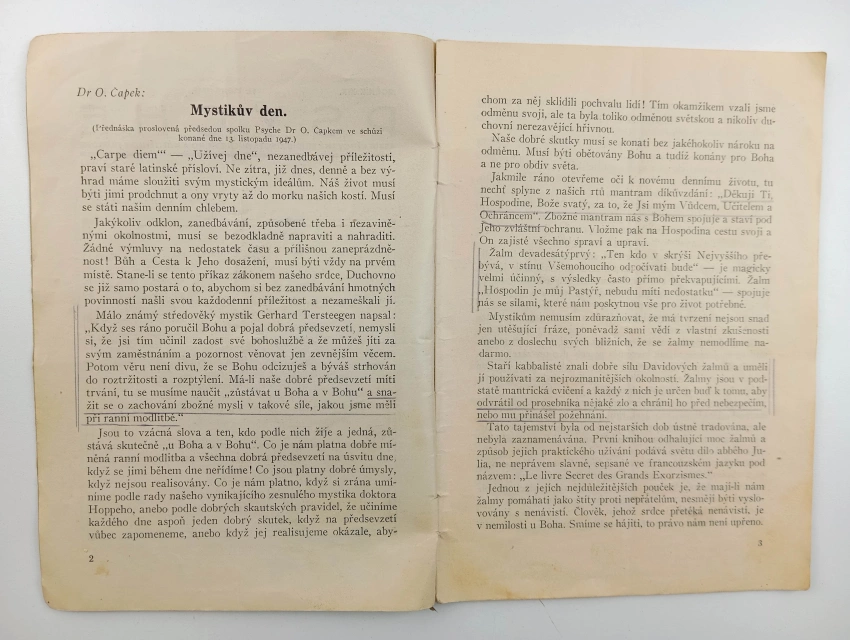 Dr O. Čapek:
Mystikův den.
(Přednáška proslovená předsedou spolku Psyche Dr O. Čapkem ve schůzi
konané dne 13. listopadu 1947.)
„Carpe diem“ — „Užívej dne“, nezanedbávej příležitosti,
praví staré latinské přísloví. Ne zítra, již dnes, denně a bez vý-
hrad máme sloužiti svým mystickým ideálům. Náš život musí
býti jimi prodchnut a ony vryty až do morku našich kostí. Musí
se státi naším denním chlebem.
Jakýkoliv odklon, zanedbávání, způsobené třeba i nezavině-
nými okolnostmi, musí se bezodkladně napraviti a nahraditi.
Žádné výmluvy na nedostatek času a přílišnou zaneprázdně-
nost! Bůh a Cesta k Jeho dosažení, musí býti vždy na prvém
místě. Stane-li se tento příkaz zákonem našeho srdce, Duchovno
se již samo postará o to, abychom si bez zanedbávání hmotných
povinností našli svou každodenní příležitost a nezameškali jí.
Málo známý středověký mystik Gerhard Tersteegen napsal:
„Když ses ráno poručil Bohu a pojal dobrá předsevzetí, nemysli
si, že jsi tím učinil zadost své bohoslužbě a že můžeš jíti za
svým zaměstnáním a pozornost věnovat jen zevnějším věcem.
Potom věru není divu, že se Bohu odcizuješ a býváš strhován
do roztržitosti a rozptýlení. Má-li naše dobré předsevzetí míti
trvání, tu se musíme naučit „zůstávat u Boha a v Bohu“ a sna-
žit se o zachování zbožné mysli v takové síle, jakou jsme měli
při ranní modlitbě.“
Jsou to vzácná slova a ten, kdo podle nich žije a jedná, zů-
stává skutečně „u Boha a v Bohu“. Co je nám platna dobře mí-
něná ranní modlitba a všechna dobrá předsevzetí na úsvitu dne,
když se jimi během dne neřídíme! Co jsou platny dobré úmysly,
když nejsou realisovány. Co je nám platno, když si zrána umí-
níme podle rady našeho vynikajícího zesnulého mystika doktora
Hoppeho, anebo podle dobrých skautských pravidel, že učiníme
každého dne aspoň jeden dobrý skutek, když na předsevzetí
vůbec zapomeneme, anebo když jej realisujeme okázale, aby-
2
chom za něj sklidili pochvalu lidí! Tím okamžikem vzali jsme
odměnu svoji, ale ta byla toliko odměnou světskou a nikoliv du-
chovní nerezavějící hřivnou.
Naše dobré skutky musí se konati bez jakéhokoliv nároku na
odměnu. Musí býti obětovány Bohu a tudíž konány pro Boha
a ne pro obdiv světa.
Jakmile ráno otevřeme oči k novému dennímu životu, tu
nechť splyne z našich rtů mantram díkůvzdání: „Děkuji Ti,
Hospodine, Bože svatý, za to, že Jsi mým Vůdcem, Učitelem a
Ochráncem“. Zbožné mantram nás s Bohem spojuje a staví pod
Jeho zvláštní ochranu. Vložme pak na Hospodina cestu svoji a
On zajisté všechno spraví a upraví.
Žalm devadesátýprvý: „Ten kdo v skrýši Nejvyššího pře-
bývá, v stínu Všemohoucího odpočívati bude“ — je magicky
velmi účinný, s výsledky často přímo překvapujícími. Žalm
„Hospodin je můj Pastýř, nebudu míti nedostatku“ — spojuje
nás se silami, které nám poskytnou vše pro život potřebné.
Mystikům nemusím zdůrazňovat, že má tvrzení nejsou snad
jen utěšující fráze, poněvadž sami vědí z vlastní zkušenosti
anebo z doslechu svých bližních, že se žalmy nemodlíme na-
darmo.
Staří kabbalisté znali dobře sílu Davidových žalmů a uměli
jí používati za nejrozmanitějších okolností. Žalmy jsou v pod-
statě mantrická cvičení a každý z nich je určen buď k tomu, aby
odvrátil od prosebníka nějaké zlo a chránil ho před nebezpečím,
nebo mu přinášel požehnání.
Tato tajemství byla od nejstarších dob ústně tradována, ale
nebyla zaznamenávána. První knihou odhalující moc žalmů a
způsob jejich praktického užívání podává světu dílo abbého Ju-
lia, ne neprávem slavné, sepsané ve francouzském jazyku pod
názvem: „Le livre Secret des Grands Exorzismes.“
Jednou z jejích nejdůležitějších pouček je, že mají-li nám
žalmy pomáhati jako štíty proti nepřátelům, nesmějí býti vyslo-
vovány s nenávistí. Člověk, jehož srdce přetéká nenávistí, je
v nemilosti u Boha. Smíme se hájiti, to právo nám není upřeno.
3